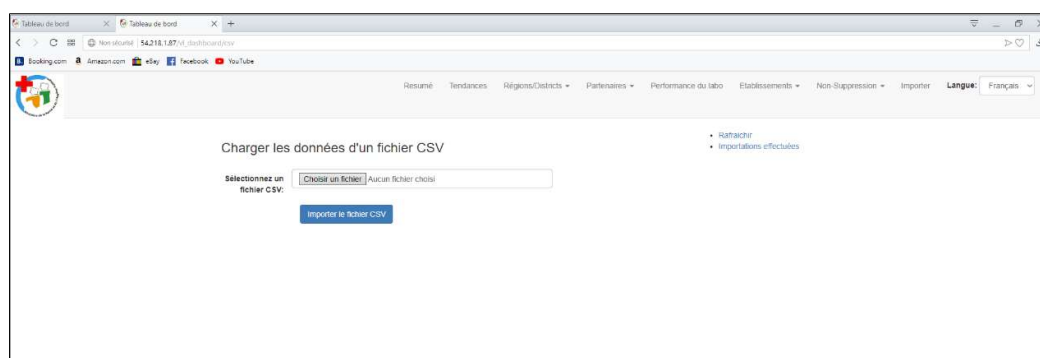 Tableau de bord
Tableau de bord
Non sécurisé 54.218.1.87/vl_dashboard/csv
Booking.com Amazon.com eBay Facebook YouTube
Resumé Tendances Régions/Districts Partenaires Performance du labo Etablissements Non-Suppression Importer Langue: Français
Charger les données d'un fichier CSV
Sélectionnez un fichier CSV:
Choisir un fichier Aucun fichier choisi
Importer le fichier CSV
Rafraichir
Importations effectuées